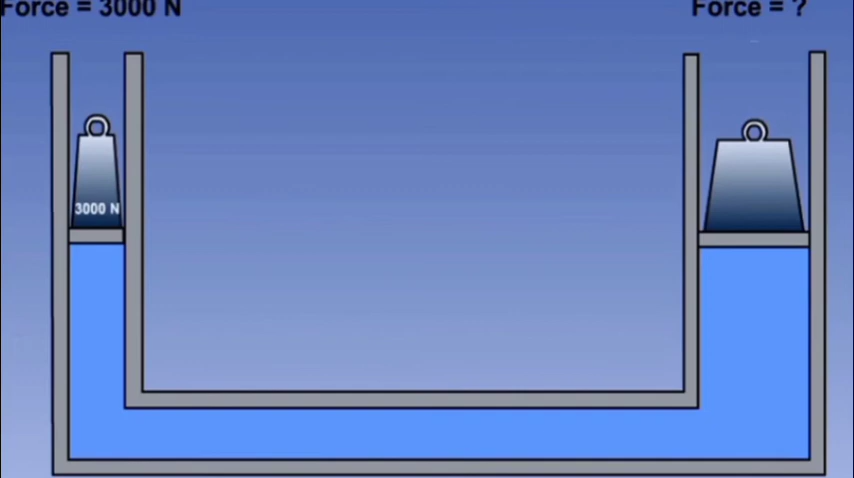 Force = 3000 N
Force = ?
3000 N